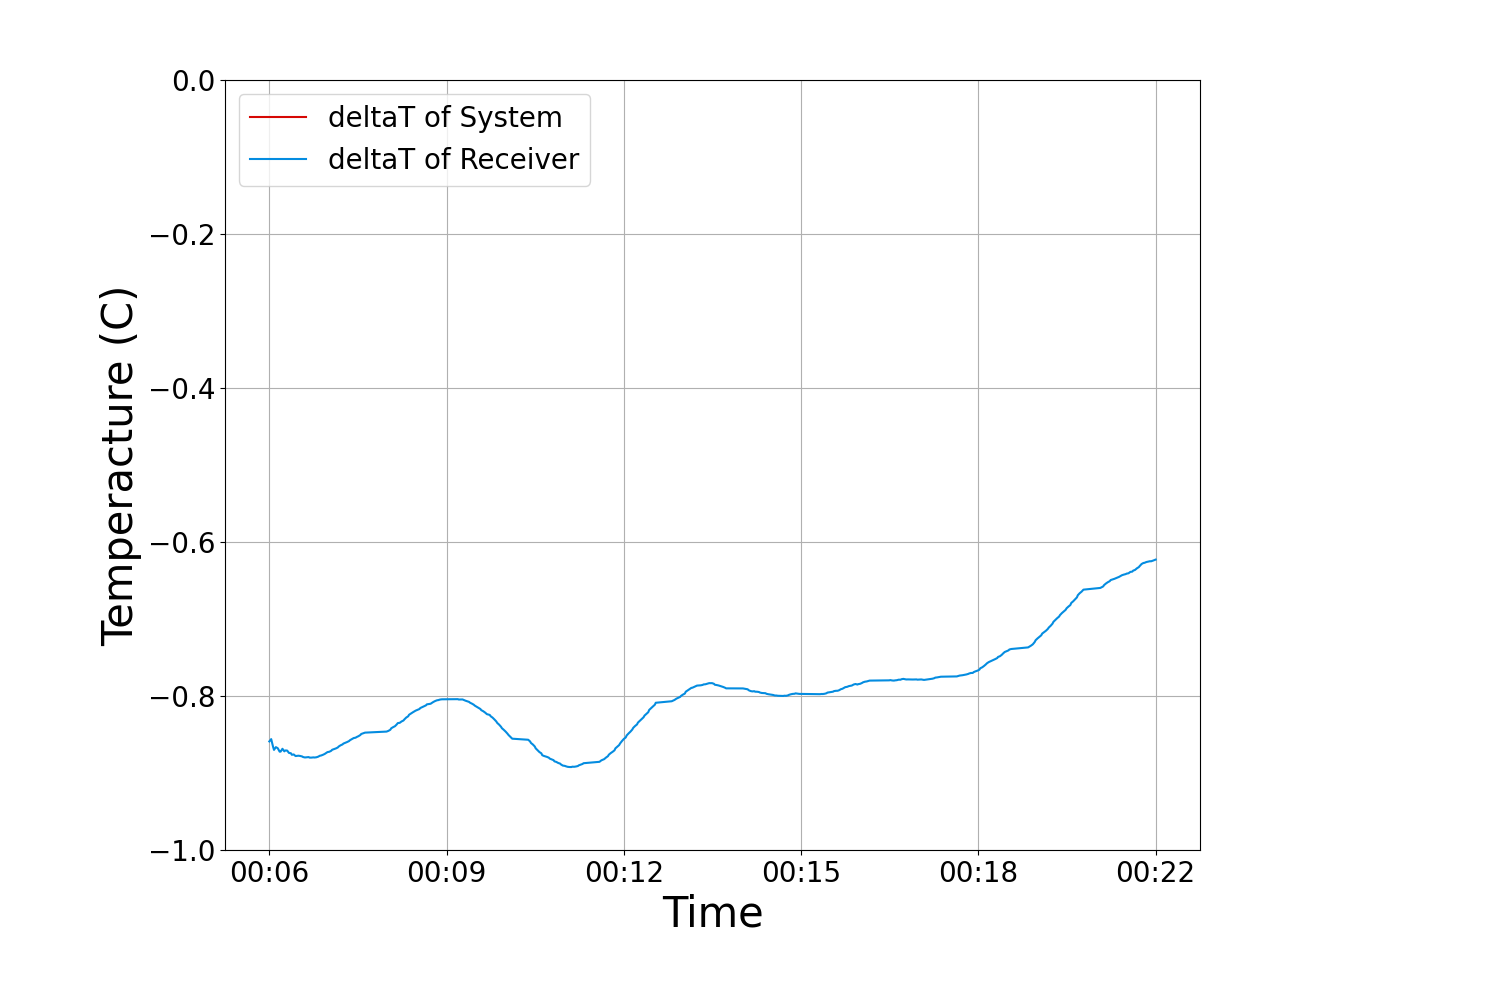 deltaT of System
deltaT of Receiver
0.0
−0.2
−0.4
−0.6
−0.8
−1.0
Temperacture (C)
00:06 00:09 00:12 00:15 00:18 00:22
Time